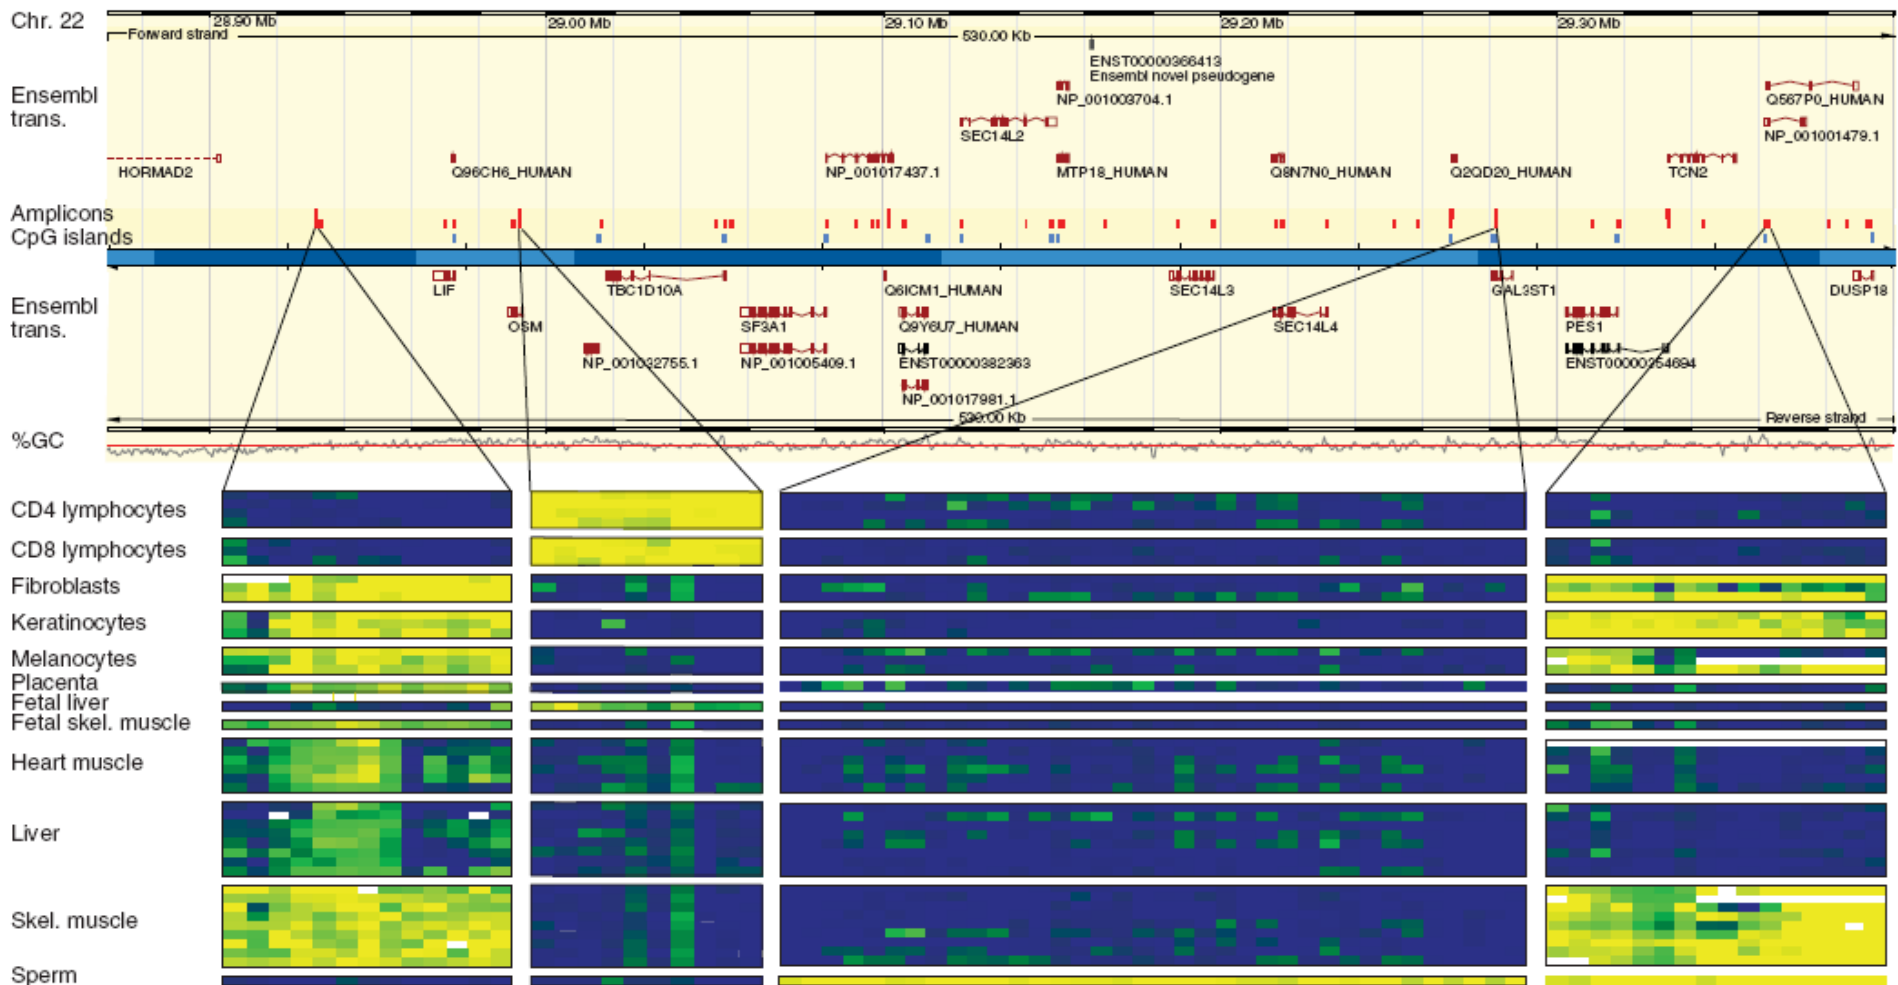 Chr. 22
28.90 Mb 29.00 Mb 29.10 Mb 29.20 Mb 29.30 Mb
Forward strand 530.00 Kb
ENST00000366413
Ensembl novel pseudogene
Ensembl
trans.
NP_001003704.1 Q567P0_HUMAN
SEC14L2 NP_001001479.1
HORMAD2 Q96CH6_HUMAN NP_001017437.1 MTP18_HUMAN Q8N7N0_HUMAN Q2QD20_HUMAN TCN2
Amplicons
CpG islands
LIF TBC1D10A Q6ICM1_HUMAN SEC14L3 GAL3ST1 DUSP18
Ensembl
trans.
OSM SF3A1 Q9Y6U7_HUMAN SEC14L4 PES1
NP_001032755.1 NP_001005409.1 ENST00000382363 ENST00000254694
NP_001017981.1
530.00 Kb Reverse strand
%GC
CD4 lymphocytes
CD8 lymphocytes
Fibroblasts
Keratinocytes
Melanocytes
Placenta
Fetal liver
Fetal skel. muscle
Heart muscle
Liver
Skel. muscle
Sperm